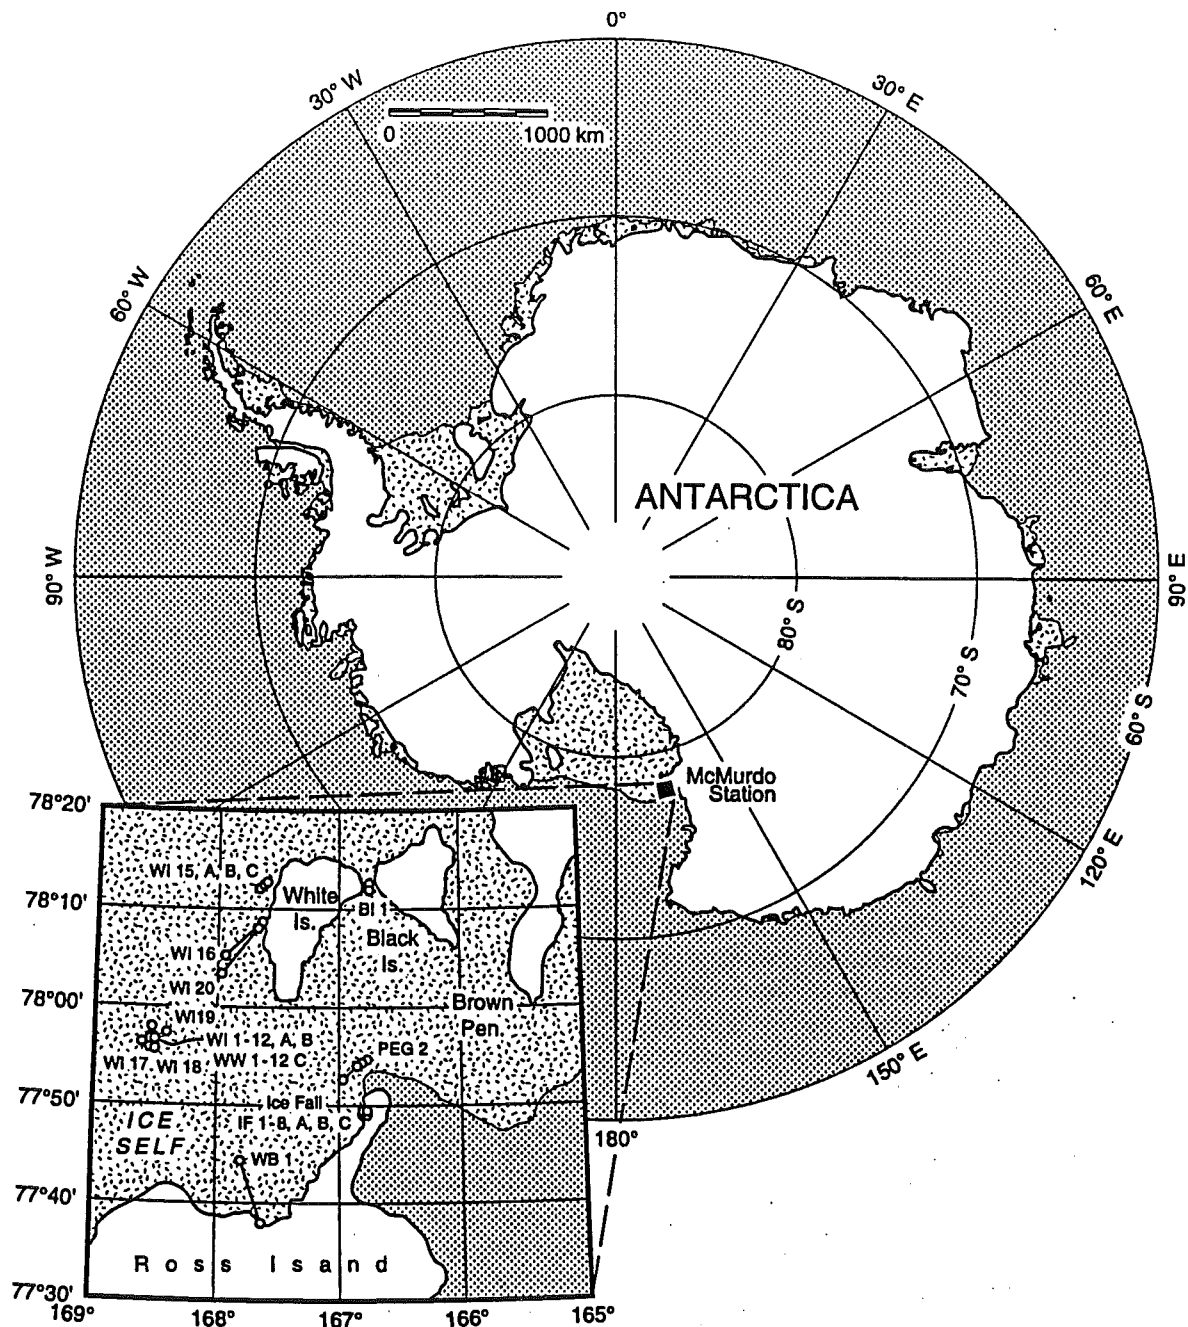 0°
30° W
30° E
0
1000 km
60° W
60° E
ANTARCTICA
90° W
90° E
80° S
70° S
60° S
McMurdo
Station
120° E
150° E
180°
78°20'
78°10'
78°00'
77°50'
77°40'
77°30'
WI 15, A, B, C
White
Is.
BI 1
WI 16
Black
Is.
WI 20
Brown
Pen
WI19
WI 1-12, A, B
WI 17
WI 18
WW 1-12 C
PEG 2
Ice Fall
IF 1-8, A, B, C
ICE
SELF
WB 1
Ross Island
169°
168°
167°
166°
165°